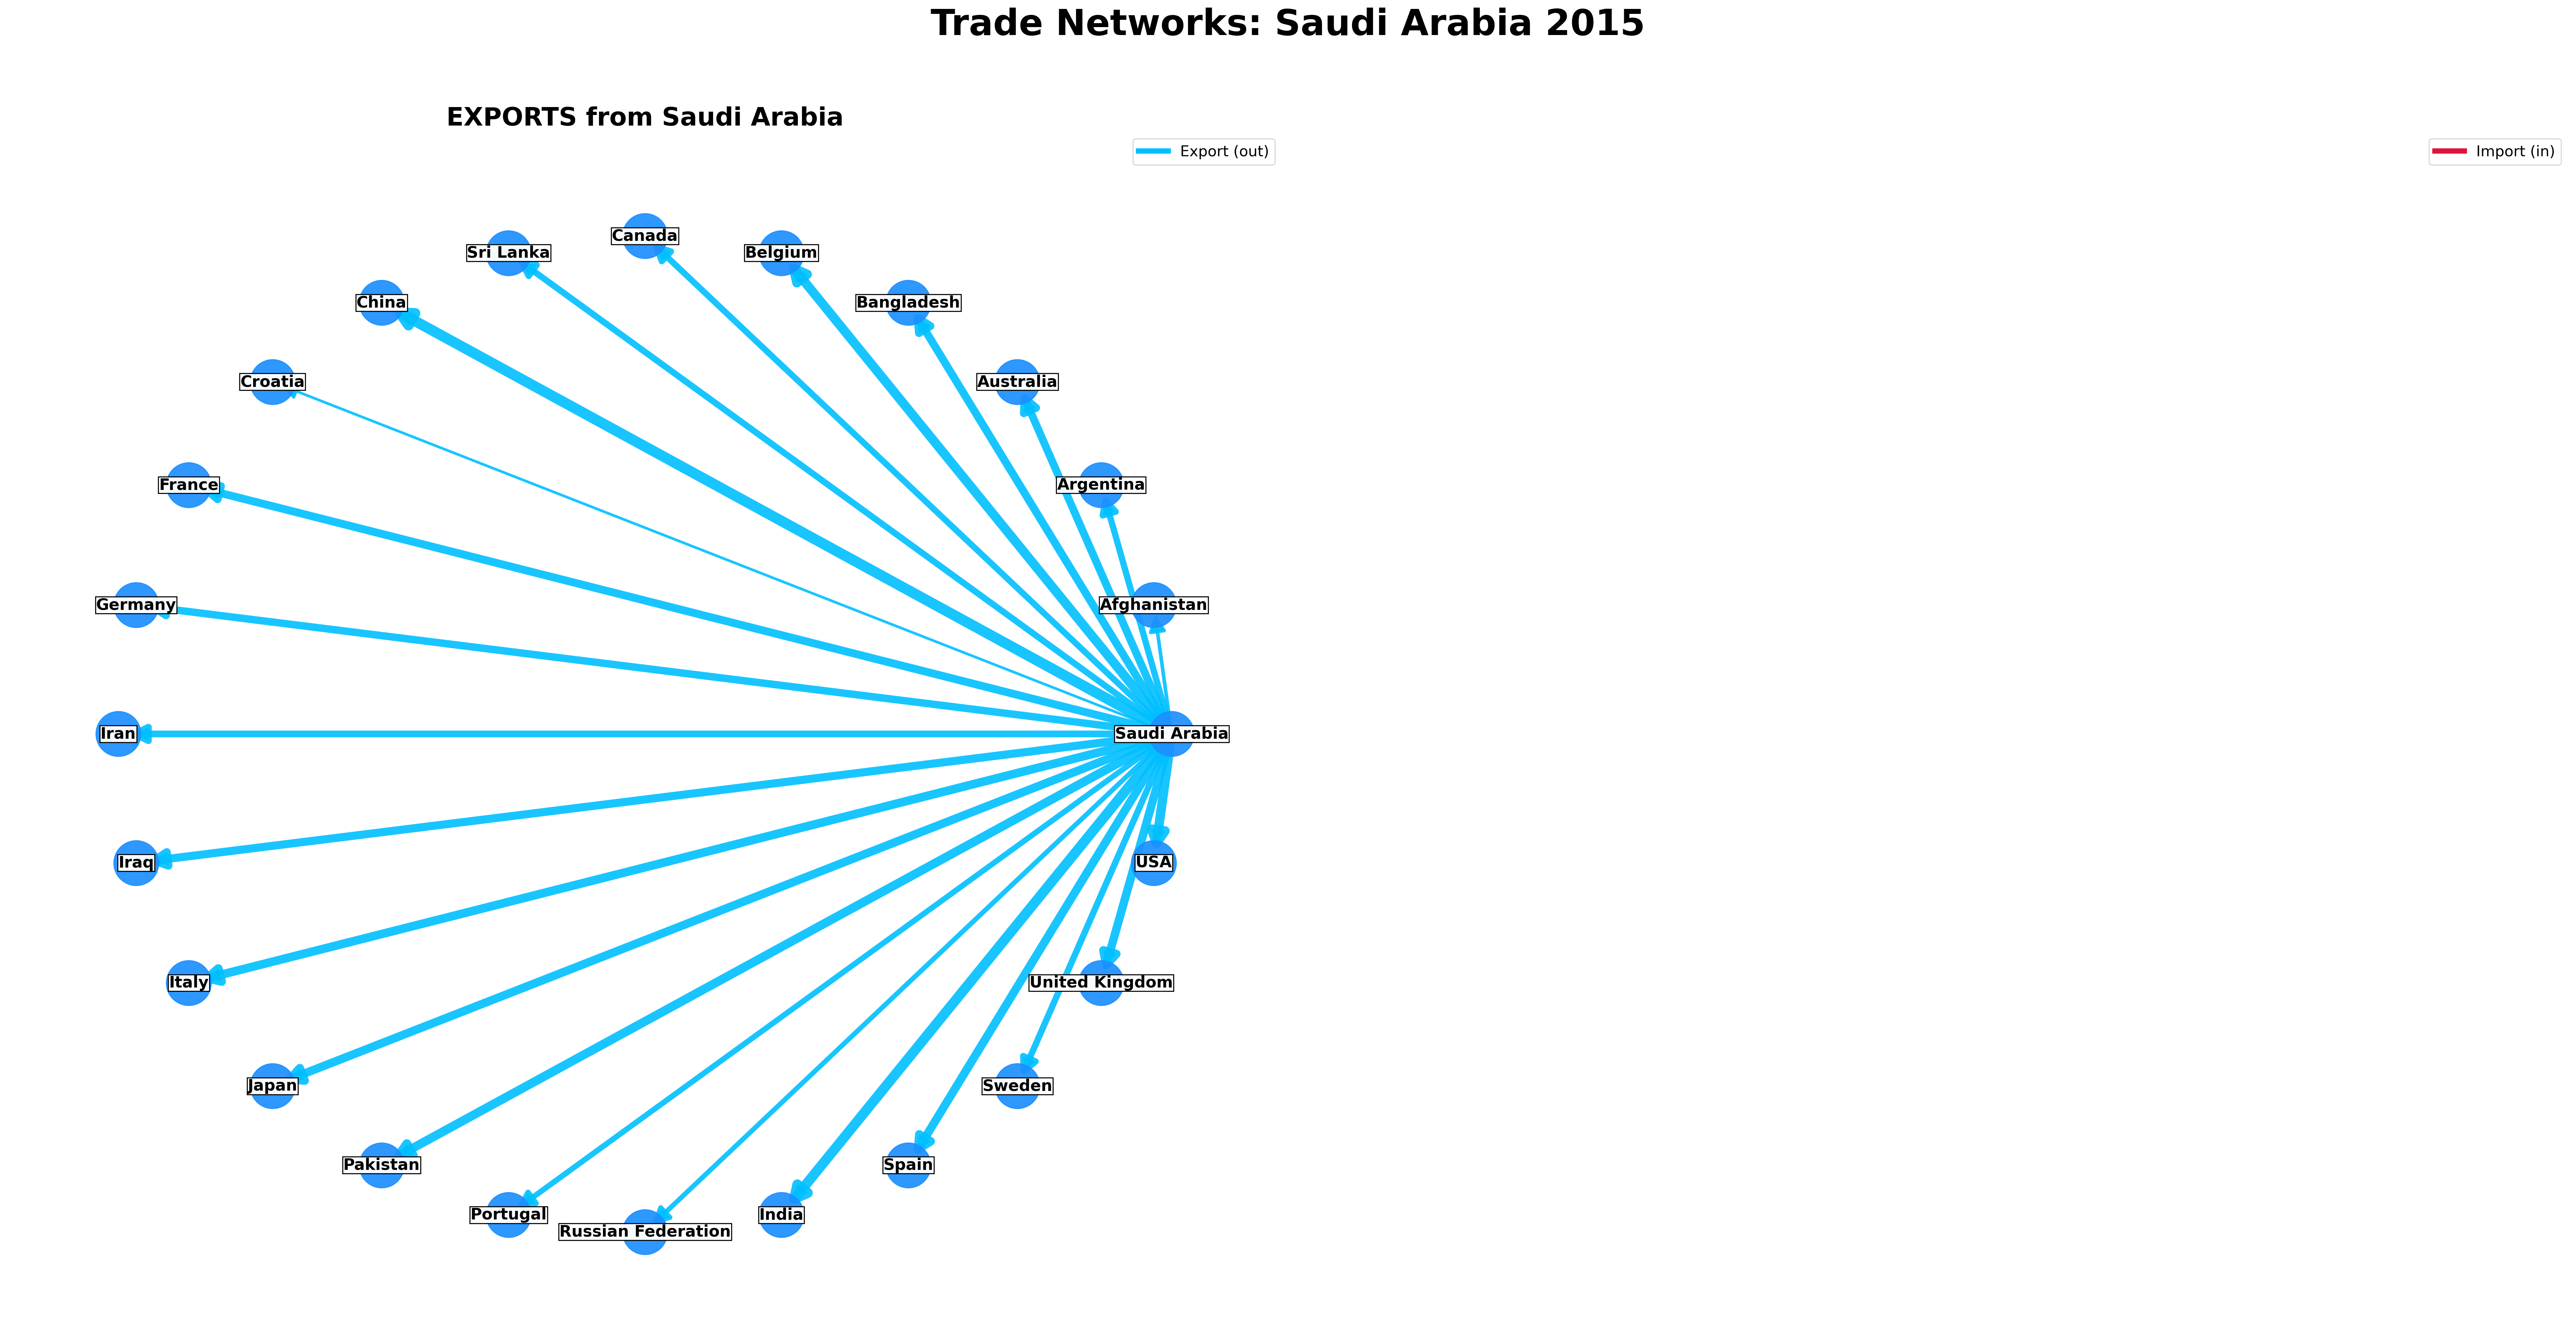 Trade Networks: Saudi Arabia 2015
EXPORTS from Saudi Arabia
Export (out)
Import (in)
Canada
Sri Lanka
Belgium
China
Bangladesh
Croatia
Australia
France
Argentina
Germany
Afghanistan
Iran
Saudi Arabia
Iraq
USA
Italy
United Kingdom
Japan
Sweden
Pakistan
Spain
Portugal
India
Russian Federation